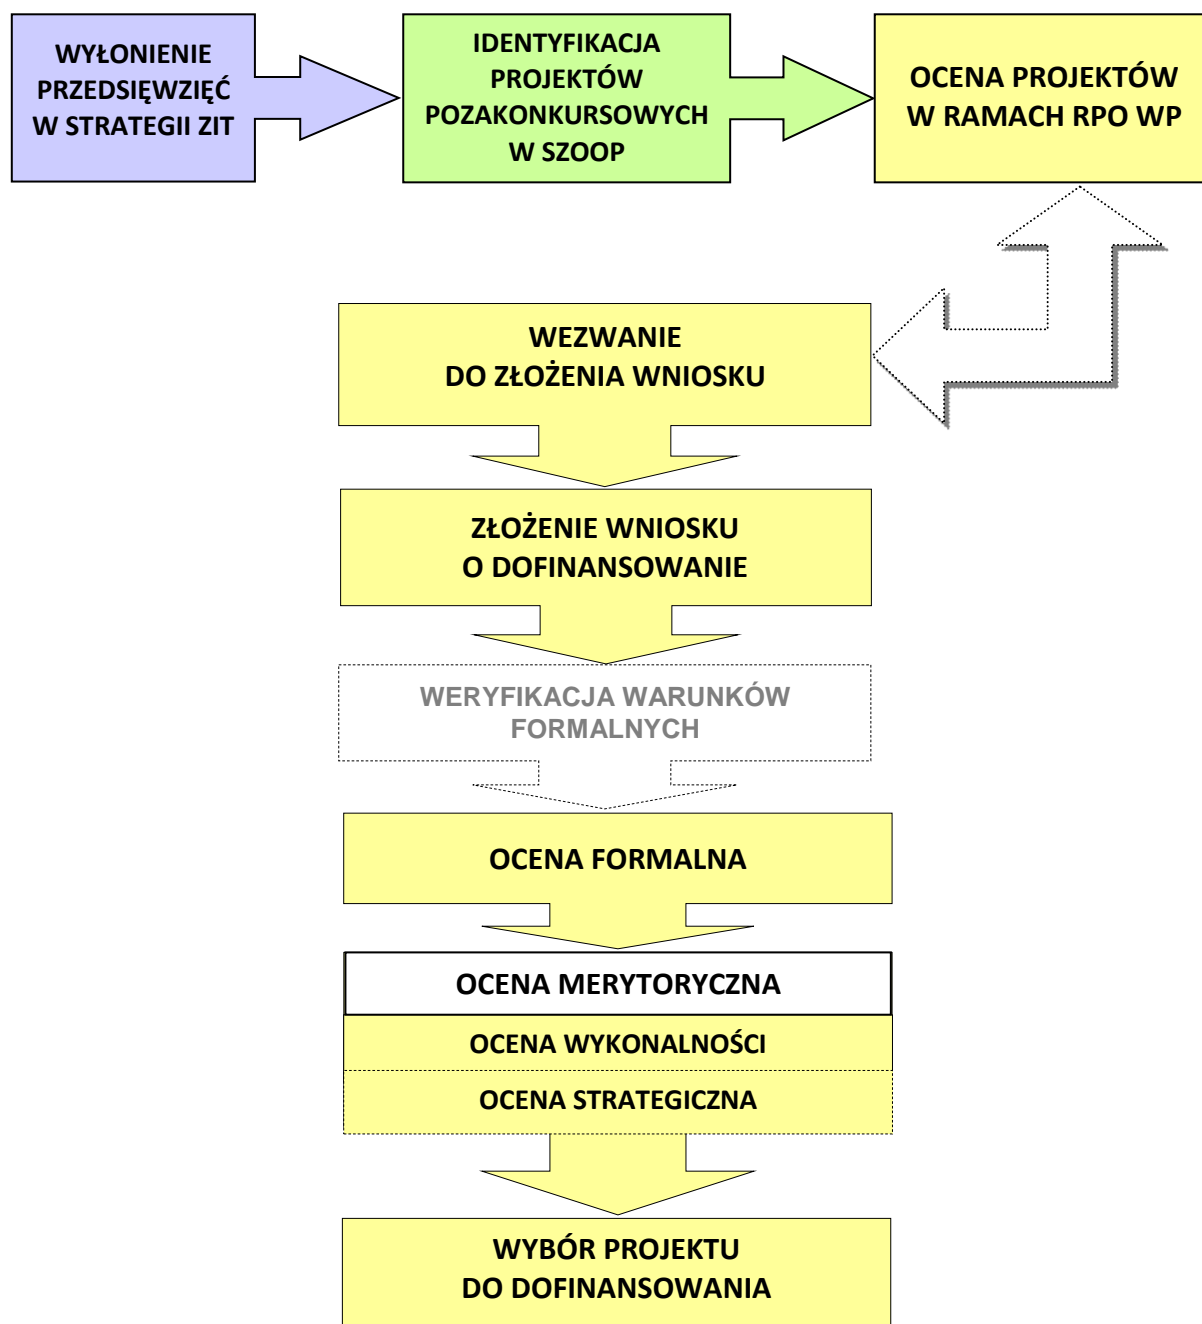 WYŁONIENIE
PRZEDSIĘWZIĘĆ
W STRATEGII ZIT
IDENTYFIKACJA
PROJEKTÓW
POZAKONKURSOWYCH
W SZOOP
OCENA PROJEKTÓW
W RAMACH RPO WP
WEZWANIE
DO ZŁOŻENIA WNIOSKU
ZŁOŻENIE WNIOSKU
O DOFINANSOWANIE
WERYFIKACJA WARUNKÓW
FORMALNYCH
OCENA FORMALNA
OCENA MERYTORYCZNA
OCENA WYKONALNOŚCI
OCENA STRATEGICZNA
WYBÓR PROJEKTU
DO DOFINANSOWANIA